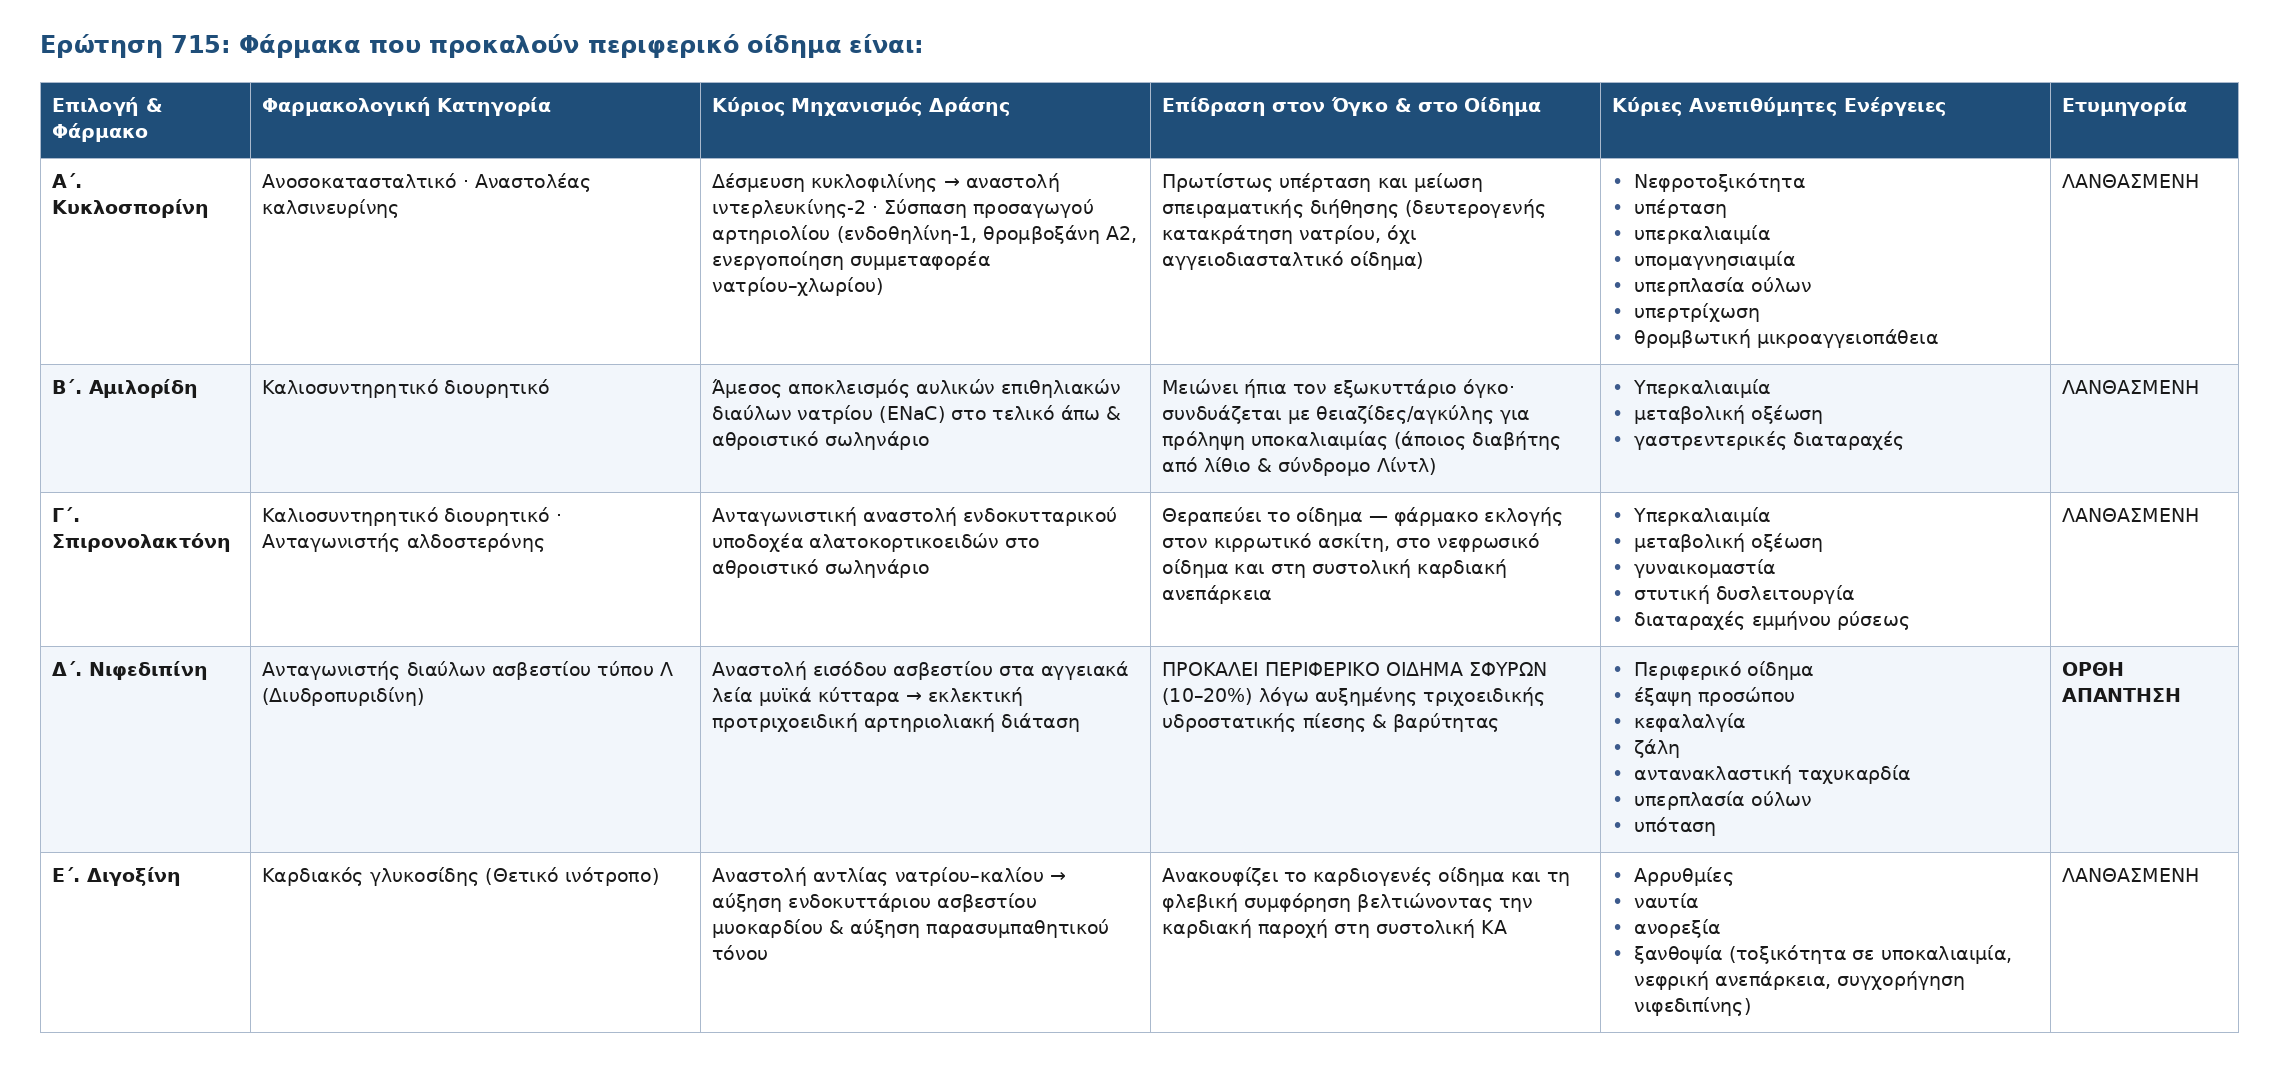 Ερώτηση 715: Φάρμακα που προκαλούν περιφερικό οίδημα είναι:
Επιλογή &
Φάρμακο
Φαρμακολογική Κατηγορία
Κύριος Μηχανισμός Δράσης
Επίδραση στον Όγκο & στο Οίδημα
Κύριες Ανεπιθύμητες Ενέργειες
Ετυμηγορία
Α΄.
Κυκλοσπορίνη
Ανοσοκατασταλτικό · Αναστολέας
καλσινευρίνης
Δέσμευση κυκλοφιλίνης → αναστολή
ιντερλευκίνης-2 · Σύσπαση προσαγωγού
αρτηριολίου (ενδοθηλίνη-1, θρομβοξάνη Α2,
ενεργοποίηση συμμεταφορέα
νατρίου–χλωρίου)
Πρωτίστως υπέρταση και μείωση
σπειραματικής διήθησης (δευτερογενής
κατακράτηση νατρίου, όχι
αγγειοδιασταλτικό οίδημα)
• Νεφροτοξικότητα
• υπέρταση
• υπερκαλιαιμία
• υπομαγνησιαιμία
• υπερπλασία ούλων
• υπερτρίχωση
• θρομβωτική μικροαγγειοπάθεια
ΛΑΝΘΑΣΜΕΝΗ
Β΄. Αμιλορίδη
Καλιοσυντηρητικό διουρητικό
Άμεσος αποκλεισμός αυλικών επιθηλιακών
διαύλων νατρίου (ENaC) στο τελικό άπω &
αθροιστικό σωληνάριο
Μειώνει ήπια τον εξωκυττάριο όγκο·
συνδυάζεται με θειαζίδες/αγκύλης για
πρόληψη υποκαλιαιμίας (άποιος διαβήτης
από λίθιο & σύνδρομο Λίντλ)
• Υπερκαλιαιμία
• μεταβολική οξέωση
• γαστρεντερικές διαταραχές
ΛΑΝΘΑΣΜΕΝΗ
Γ΄.
Σπιρονολακτόνη
Καλιοσυντηρητικό διουρητικό ·
Ανταγωνιστής αλδοστερόνης
Ανταγωνιστική αναστολή ενδοκυτταρικού
υποδοχέα αλατοκορτικοειδών στο
αθροιστικό σωληνάριο
Θεραπεύει το οίδημα — φάρμακο εκλογής
στον κιρρωτικό ασκίτη, στο νεφρωσικό
οίδημα και στη συστολική καρδιακή
ανεπάρκεια
• Υπερκαλιαιμία
• μεταβολική οξέωση
• γυναικομαστία
• στυτική δυσλειτουργία
• διαταραχές εμμήνου ρύσεως
ΛΑΝΘΑΣΜΕΝΗ
Δ΄. Νιφεδιπίνη
Ανταγωνιστής διαύλων ασβεστίου τύπου Λ
(Διυδροπυριδίνη)
Αναστολή εισόδου ασβεστίου στα αγγειακά
λεία μυϊκά κύτταρα → εκλεκτική
προτριχοειδική αρτηριολιακή διάταση
ΠΡΟΚΑΛΕΙ ΠΕΡΙΦΕΡΙΚΟ ΟΙΔΗΜΑ ΣΦΥΡΩΝ
(10–20%) λόγω αυξημένης τριχοειδικής
υδροστατικής πίεσης & βαρύτητας
• Περιφερικό οίδημα
• έξαψη προσώπου
• κεφαλαλγία
• ζάλη
• αντανακλαστική ταχυκαρδία
• υπερπλασία ούλων
• υπόταση
ΟΡΘΗ
ΑΠΑΝΤΗΣΗ
Ε΄. Διγοξίνη
Καρδιακός γλυκοσίδης (Θετικό ινότροπο)
Αναστολή αντλίας νατρίου–καλίου →
αύξηση ενδοκυττάριου ασβεστίου
μυοκαρδίου & αύξηση παρασυμπαθητικού
τόνου
Ανακουφίζει το καρδιογενές οίδημα και τη
φλεβική συμφόρηση βελτιώνοντας την
καρδιακή παροχή στη συστολική ΚΑ
• Αρρυθμίες
• ναυτία
• ανορεξία
• ξανθοψία (τοξικότητα σε υποκαλιαιμία,
νεφρική ανεπάρκεια, συγχορήγηση
νιφεδιπίνης)
ΛΑΝΘΑΣΜΕΝΗ